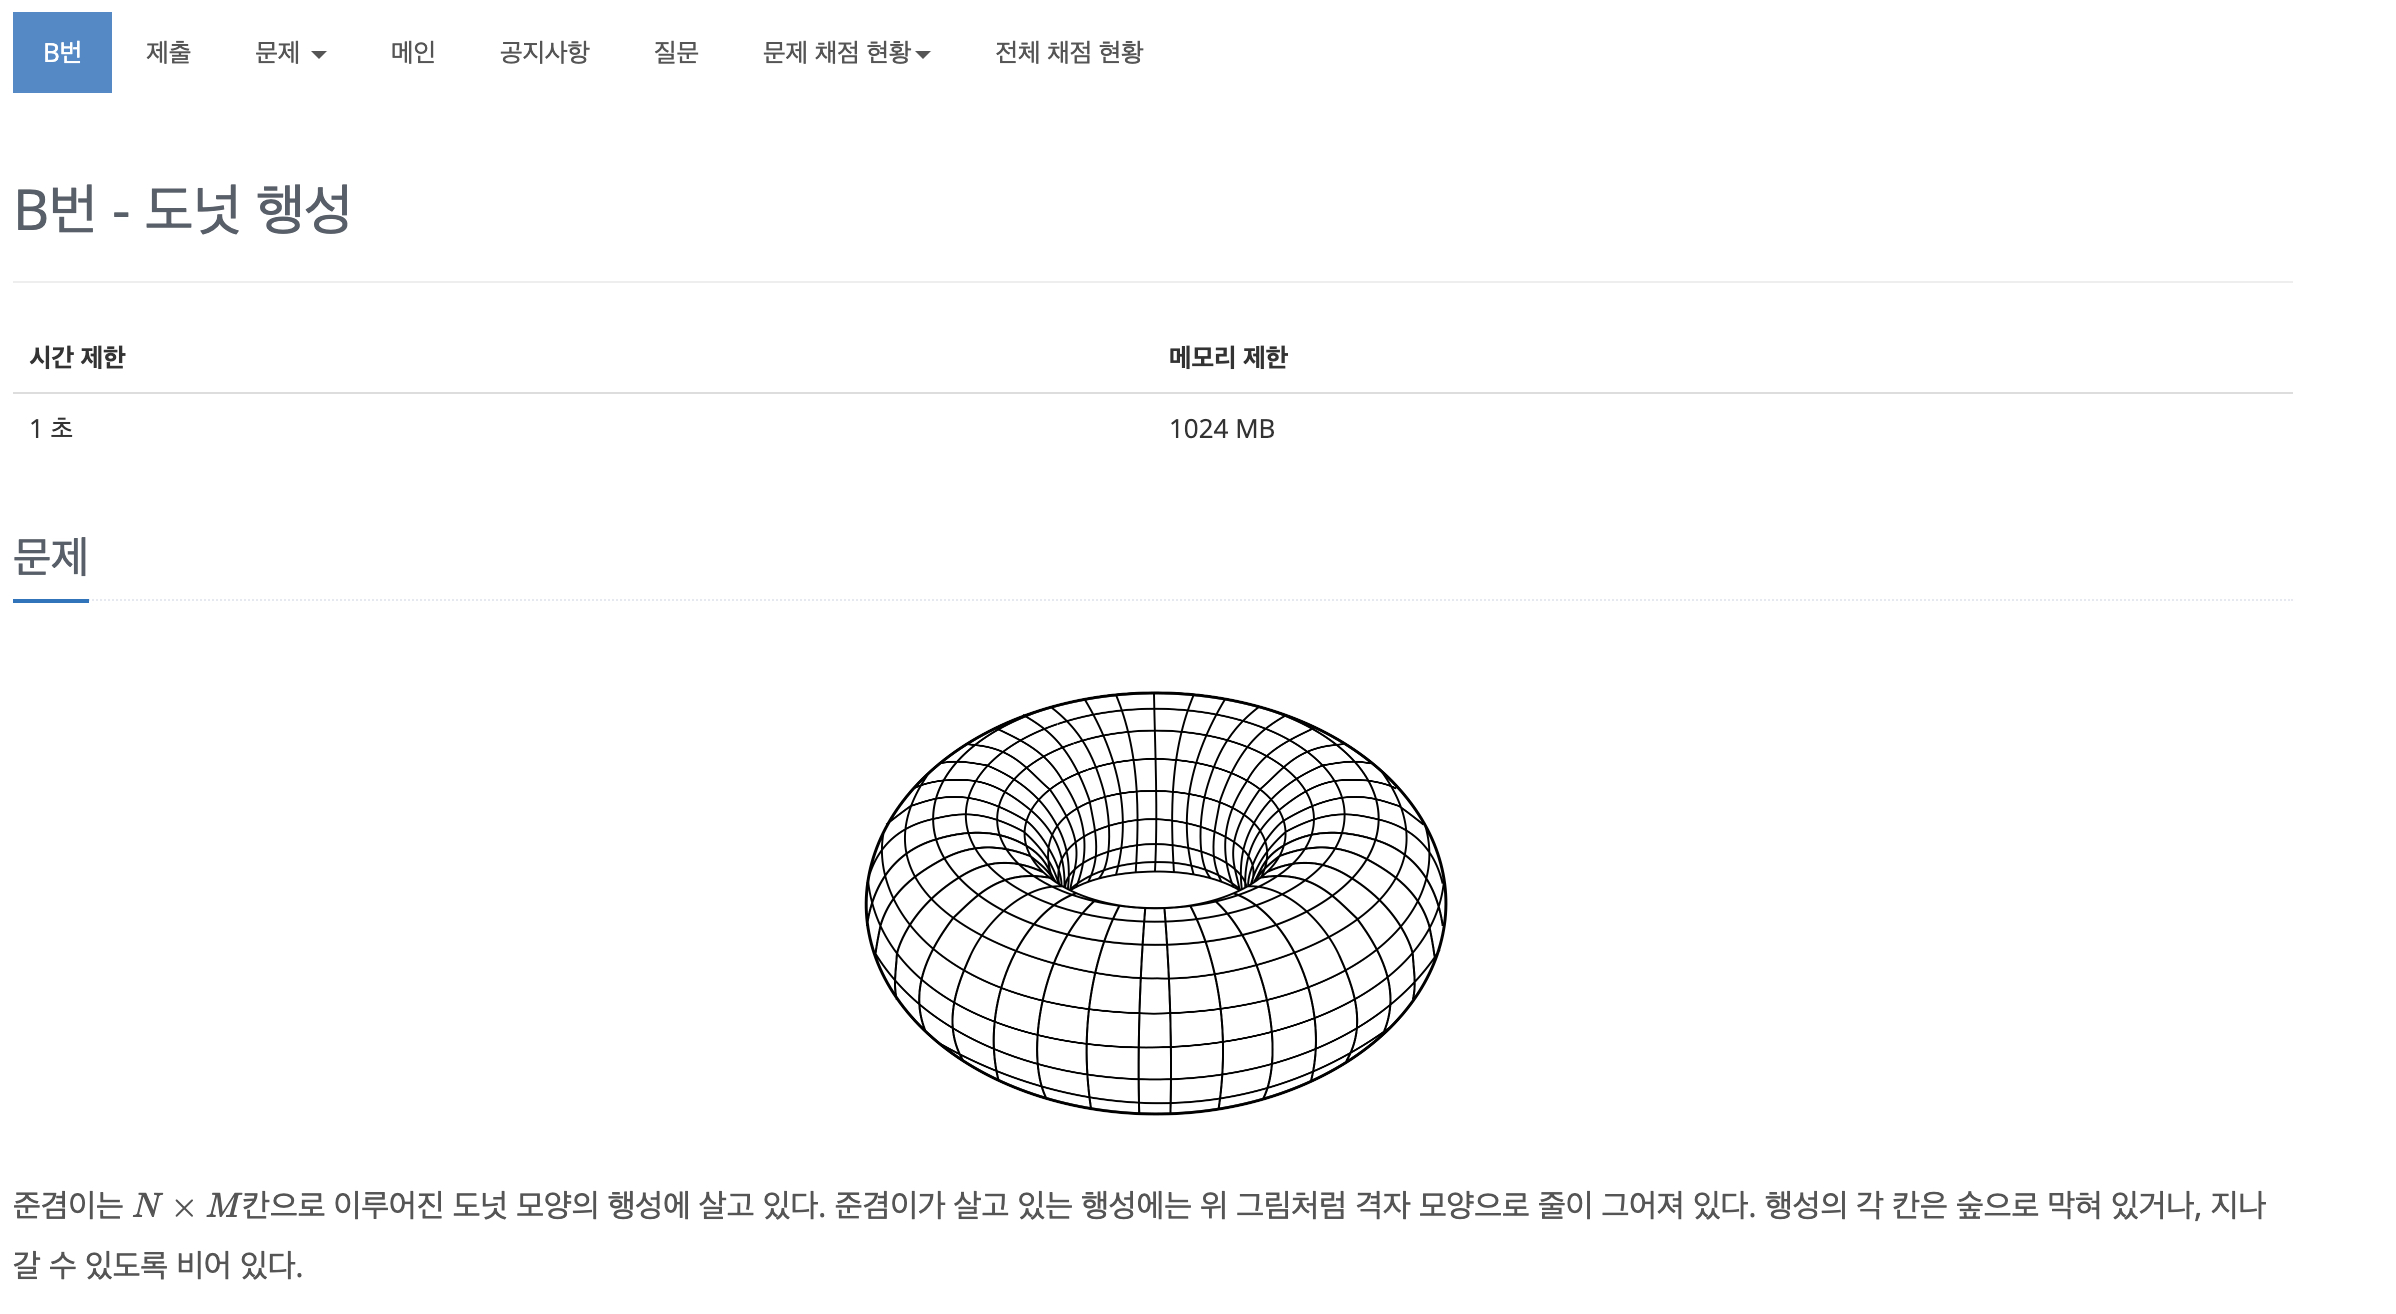 B번 제출 문제 메인 공지사항 질문 문제 채점 현황 전체 채점 현황
B번 - 도넛 행성
시간 제한 메모리 제한
1 초 1024 MB
문제
준겸이는 N × M칸으로 이루어진 도넛 모양의 행성에 살고 있다. 준겸이가 살고 있는 행성에는 위 그림처럼 격자 모양으로 줄이 그어져 있다. 행성의 각 칸은 숲으로 막혀 있거나, 지나
갈 수 있도록 비어 있다.